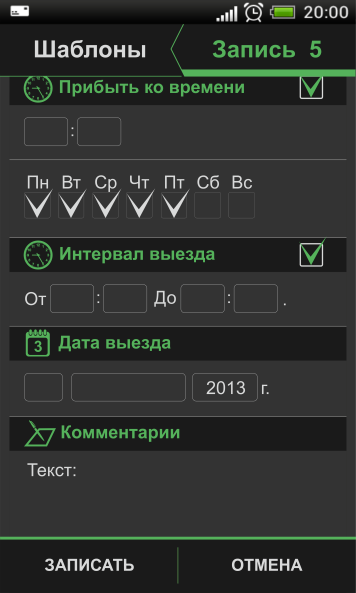 20:00
Шаблоны Запись 5
Прибыть ко времени
:
Пн Вт Ср Чт Пт Сб Вс
Интервал выезда
От : До : .
3 Дата выезда
2013 г.
Комментарии
Текст:
ЗАПИСАТЬ ОТМЕНА